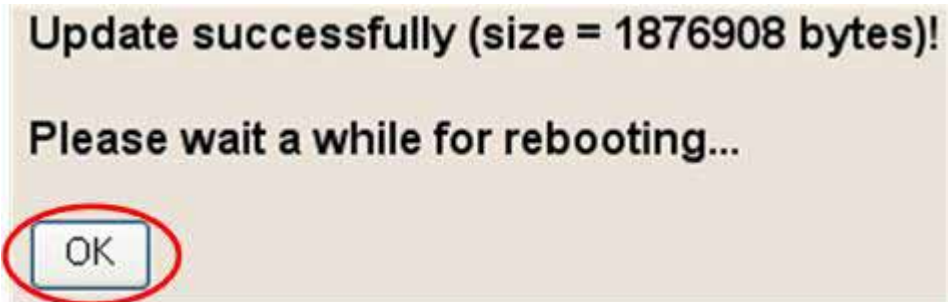 Update successfully (size = 1876908 bytes)!
Please wait a while for rebooting...
OK